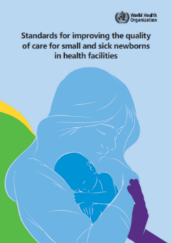 World Health
Organization
Standards for improving the quality
of care for small and sick newborns
in health facilities